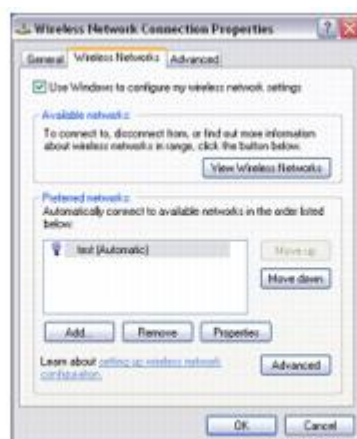 Wireless Network Connection Properties
General Wireless Networks Advanced
Use Windows to configure my wireless network settings
Available networks:
To connect to, disconnect from, or find out more information
about wireless networks in range, click the button below.
View Wireless Networks
Preferred networks:
Automatically connect to available networks in the order listed
below:
test (Automatic)
Move up
Move down
Add...
Remove
Properties
Learn about setting up wireless network
configuration.
Advanced
OK
Cancel